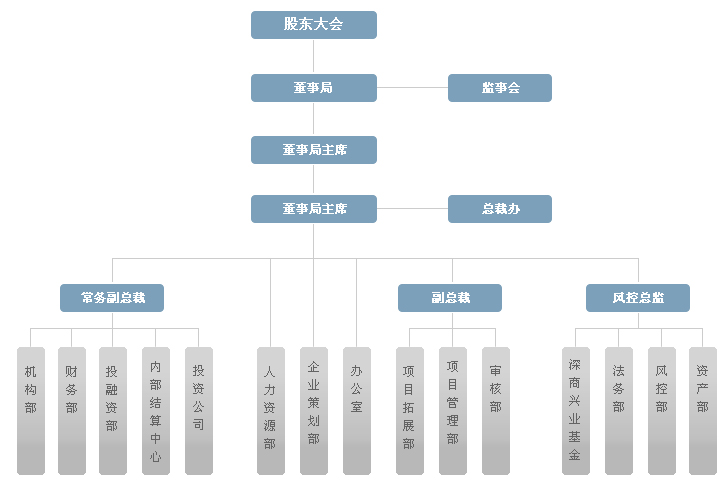 股东大会
董事局
监事会
董事局主席
董事局主席
总裁办
常务副总裁
副总裁
风控总监
机构部
财务部
投融资部
内部结算中心
投资公司
人力资源部
企业策划部
办公室
项目拓展部
项目管理部
审核部
深商兴业基金
法务部
风控部
资产部